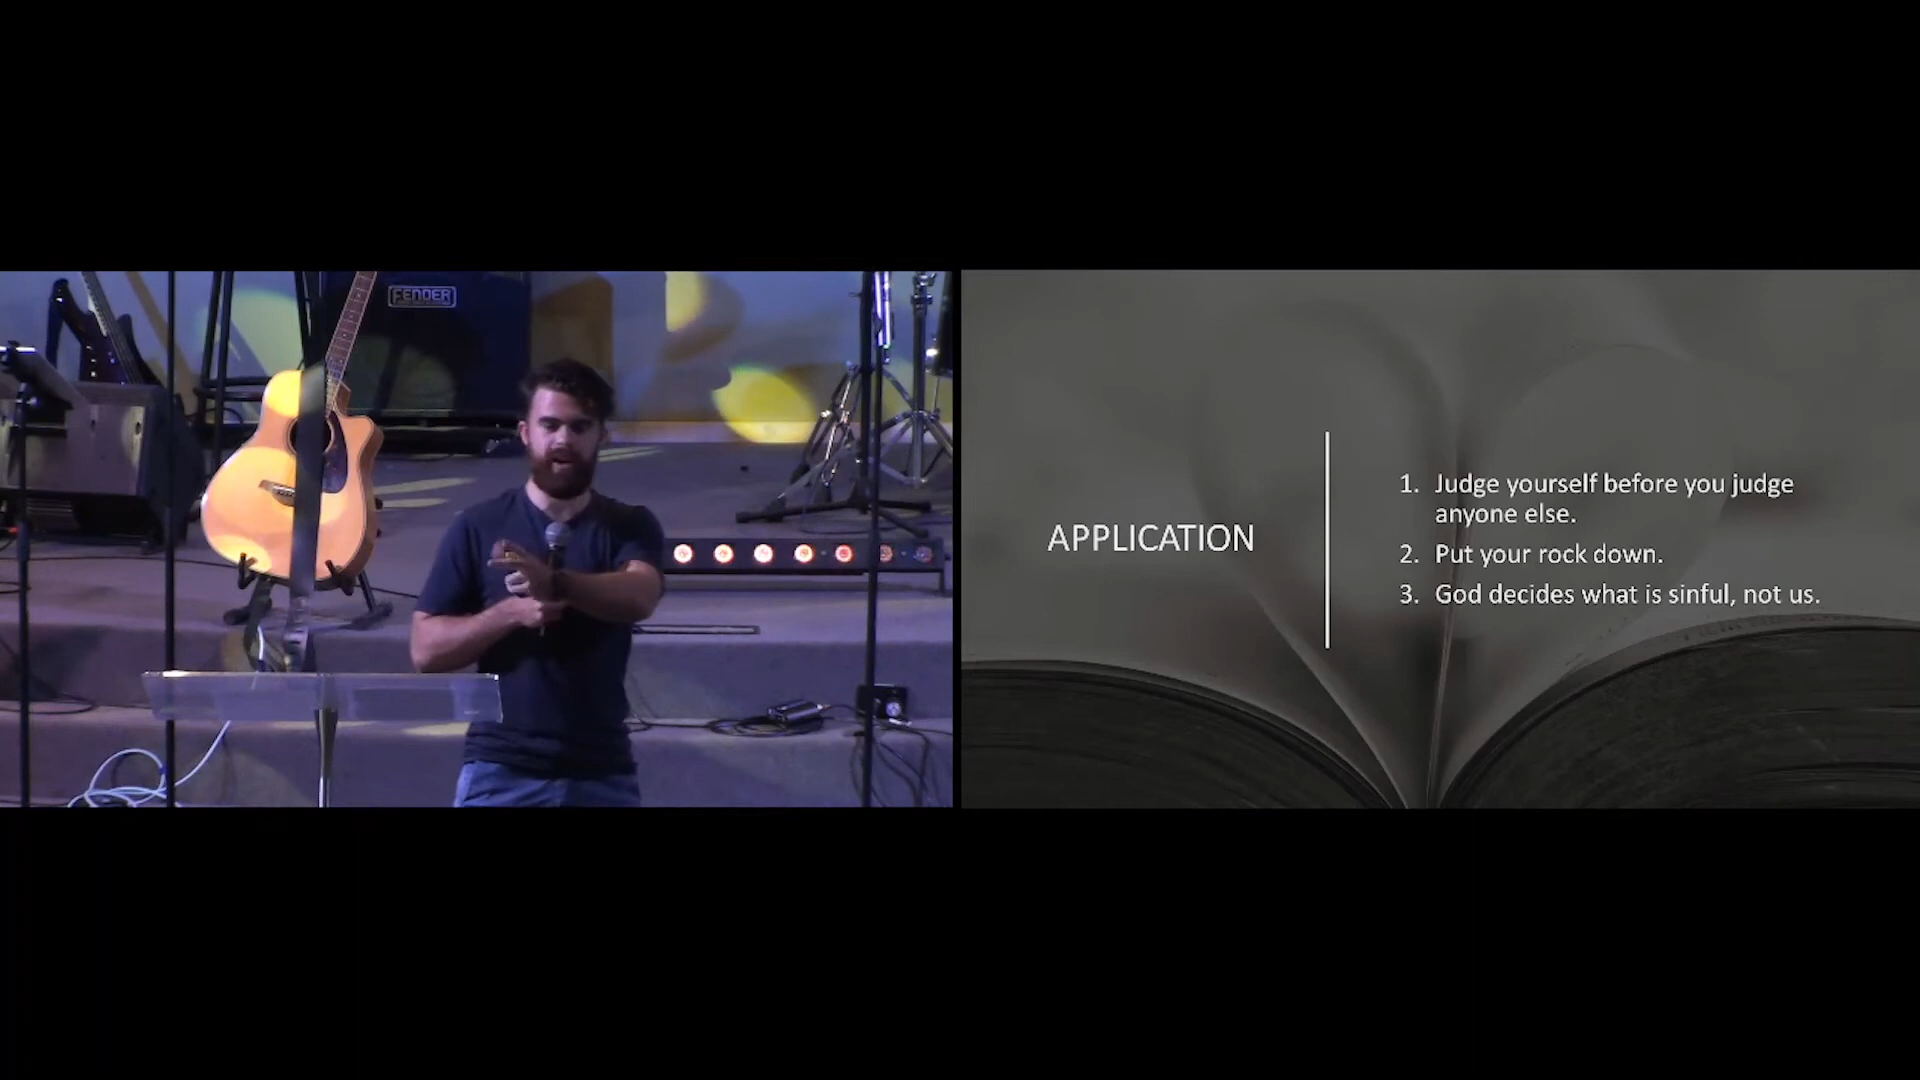 FENDER
APPLICATION
1. Judge yourself before you judge
anyone else.
2. Put your rock down.
3. God decides what is sinful, not us.